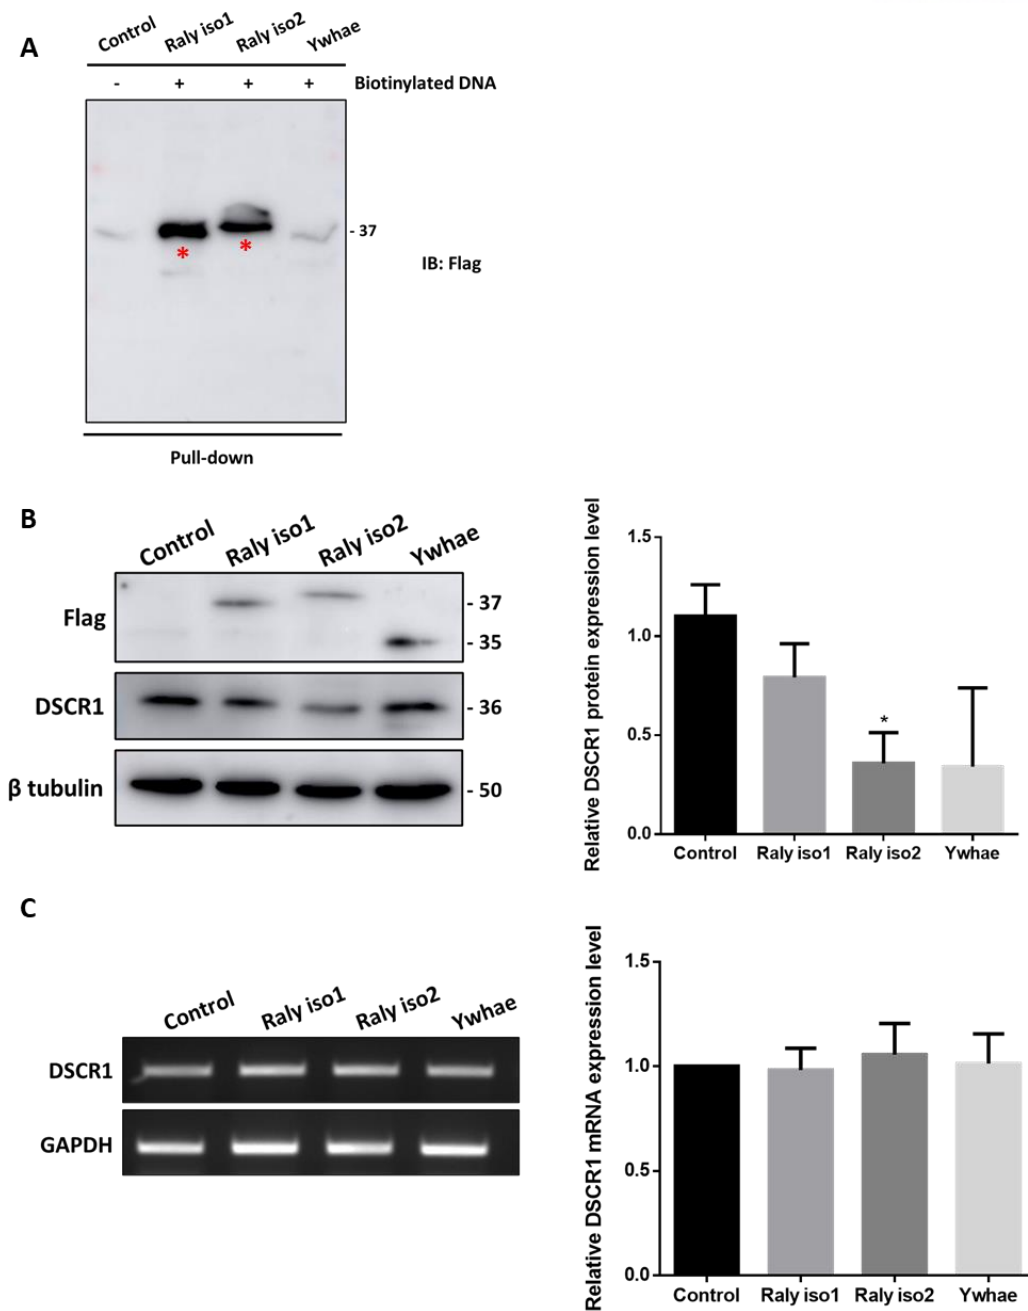 A
Control Raly iso1 Raly iso2 Ywhae
- + + + Biotinylated DNA
- 37
* *
IB: Flag
Pull-down
B
Control Raly iso1 Raly iso2 Ywhae
Flag
- 37
- 35
DSCR1
- 36
β tubulin
- 50
Relative DSCR1 protein expression level
1.5
1.0
0.5
0.0
*
Control Raly iso1 Raly iso2 Ywhae
C
Control Raly iso1 Raly iso2 Ywhae
DSCR1
GAPDH
Relative DSCR1 mRNA expression level
1.5
1.0
0.5
0.0
Control Raly iso1 Raly iso2 Ywhae